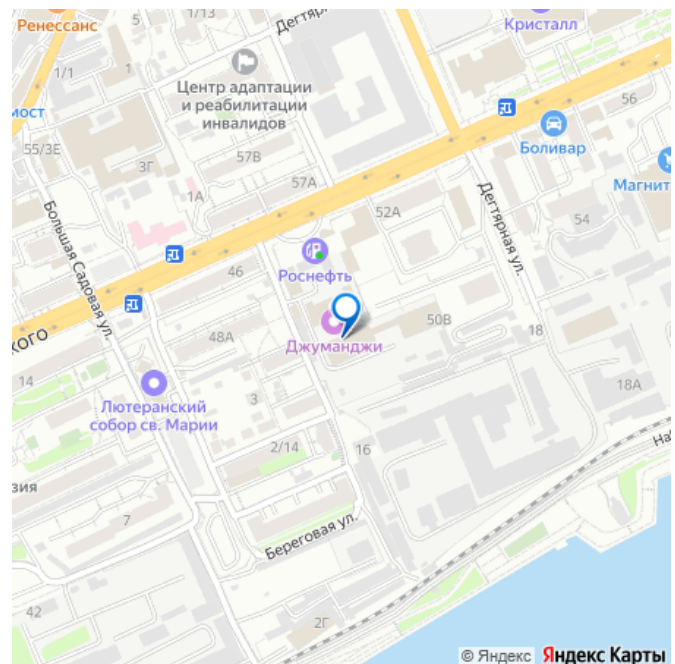 Ренессанс
1/13
5
Дегтярн
Кристалл
1/1
Центр адаптации
и реабилитации
инвалидов
мост
56
55/3Е
57В
Боливар
3Г
1А
57А
Магнит
Большая Садовая ул.
52А
Дегтярная ул.
54
46
Роснефть
КОГО
48А
50В
18
Джуманджи
14
18А
Лютеранский
собор св. Марии
3
2/14
16
На
зия
7
Береговая ул.
42
2Г
© Яндекс Яндекс Карты